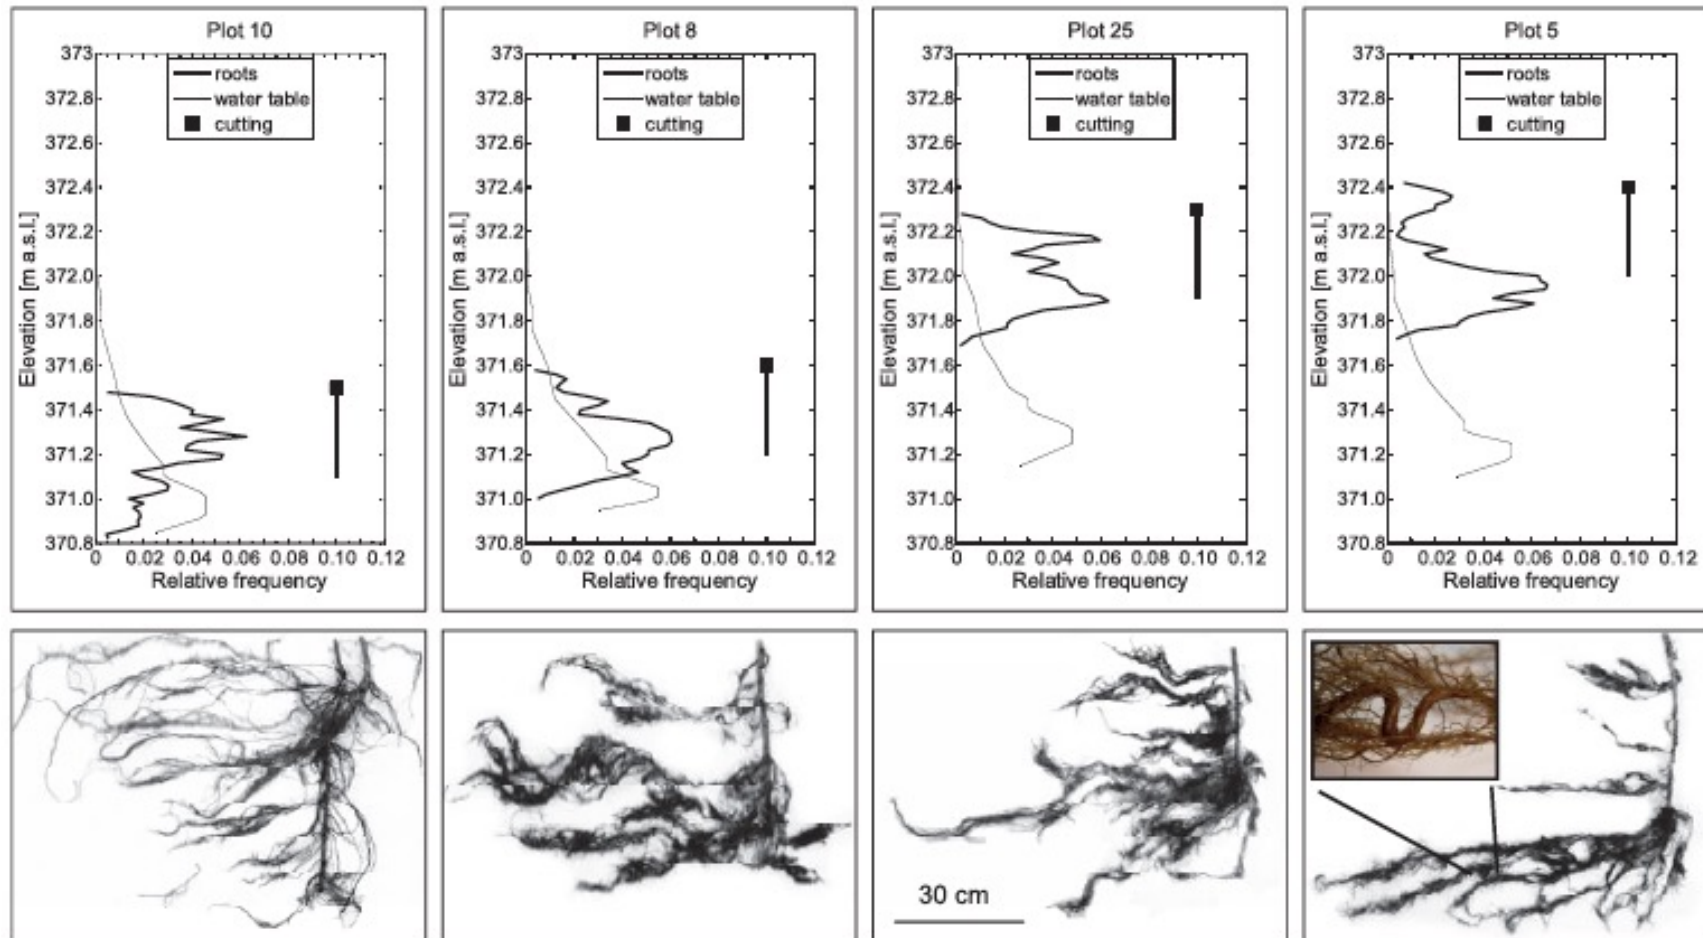 Plot 10
373
372.8
372.6
372.4
372.2
372.0
371.8
371.6
371.4
371.2
371.0
370.8
Elevation [m a.s.l.]
roots
water table
cutting
0 0.02 0.04 0.06 0.08 0.10 0.12
Relative frequency
Plot 8
373
372.8
372.6
372.4
372.2
372.0
371.8
371.6
371.4
371.2
371.0
370.8
Elevation [m a.s.l.]
roots
water table
cutting
0 0.02 0.04 0.06 0.08 0.10 0.12
Relative frequency
Plot 25
373
372.8
372.6
372.4
372.2
372.0
371.8
371.6
371.4
371.2
371.0
370.8
Elevation [m a.s.l.]
roots
water table
cutting
0 0.02 0.04 0.06 0.08 0.10 0.12
Relative frequency
Plot 5
373
372.8
372.6
372.4
372.2
372.0
371.8
371.6
371.4
371.2
371.0
370.8
Elevation [m a.s.l.]
roots
water table
cutting
0 0.02 0.04 0.06 0.08 0.10 0.12
Relative frequency
30 cm